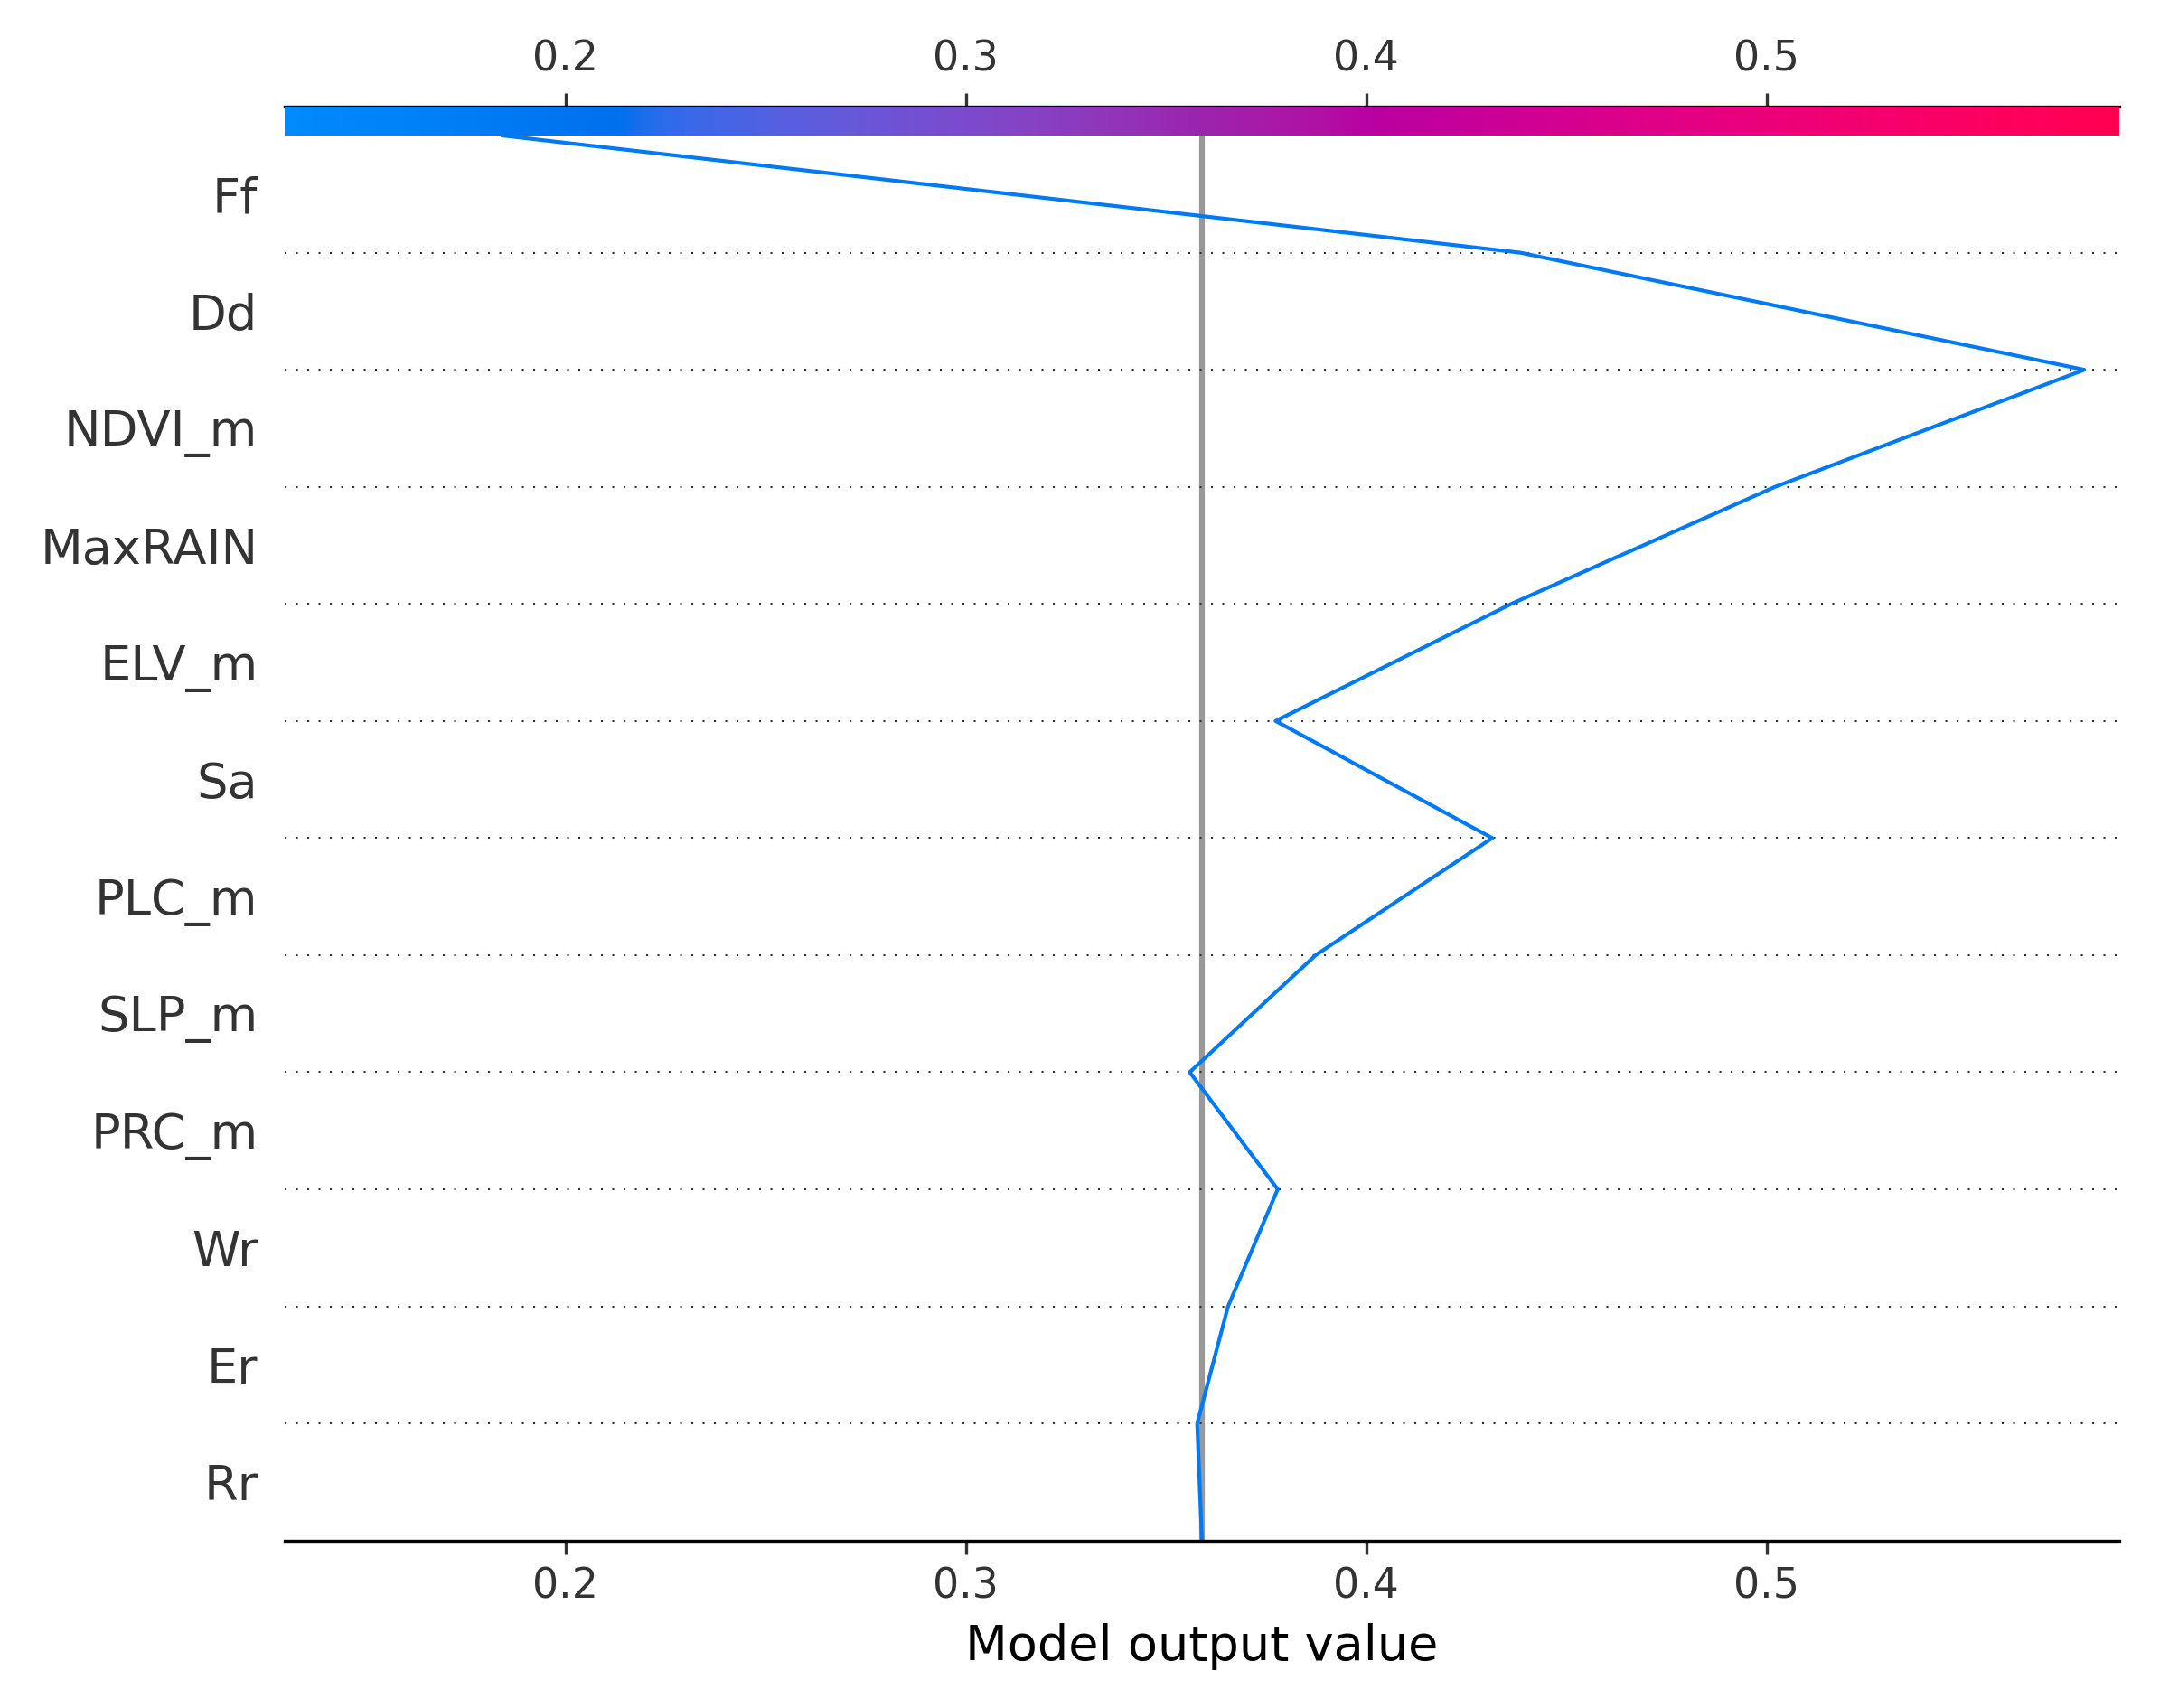 0.2 0.3 0.4 0.5
Ff
Dd
NDVI_m
MaxRAIN
ELV_m
Sa
PLC_m
SLP_m
PRC_m
Wr
Er
Rr
0.2 0.3 0.4 0.5
Model output value